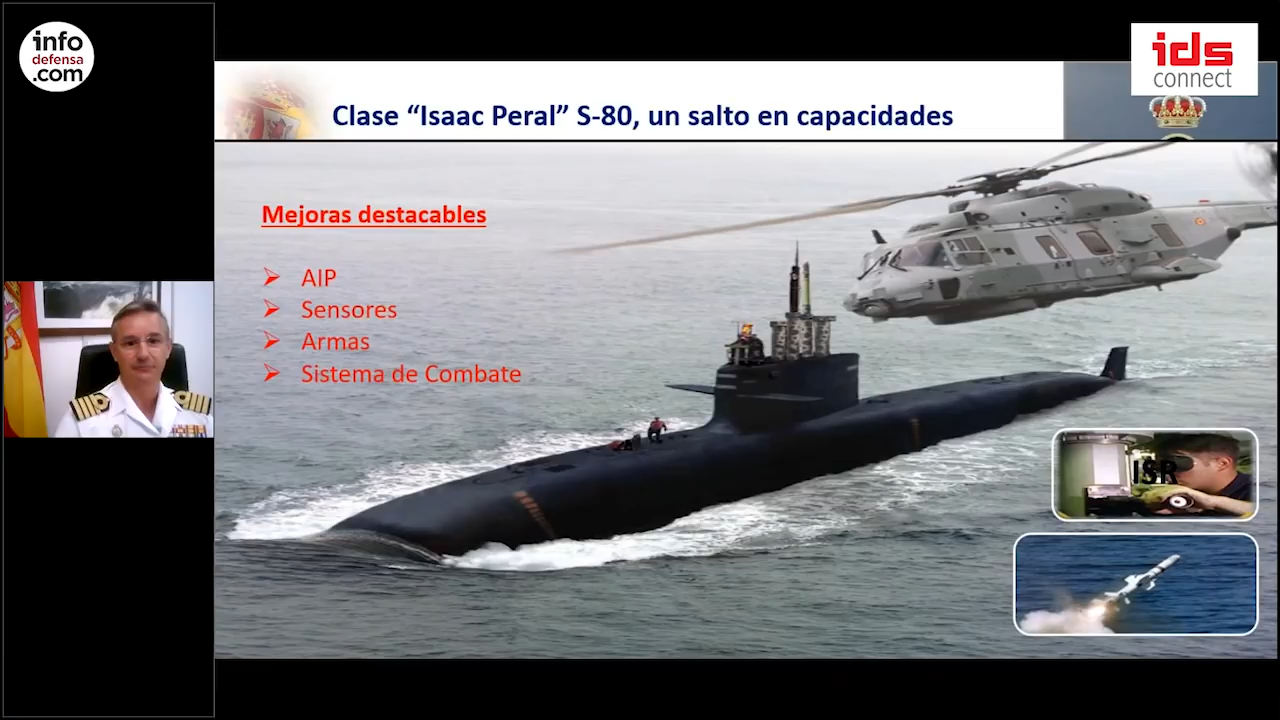 info
defensa
.com
ids
connect
Clase “Isaac Peral” S-80, un salto en capacidades
Mejoras destacables
AIP
Sensores
Armas
Sistema de Combate
ISR